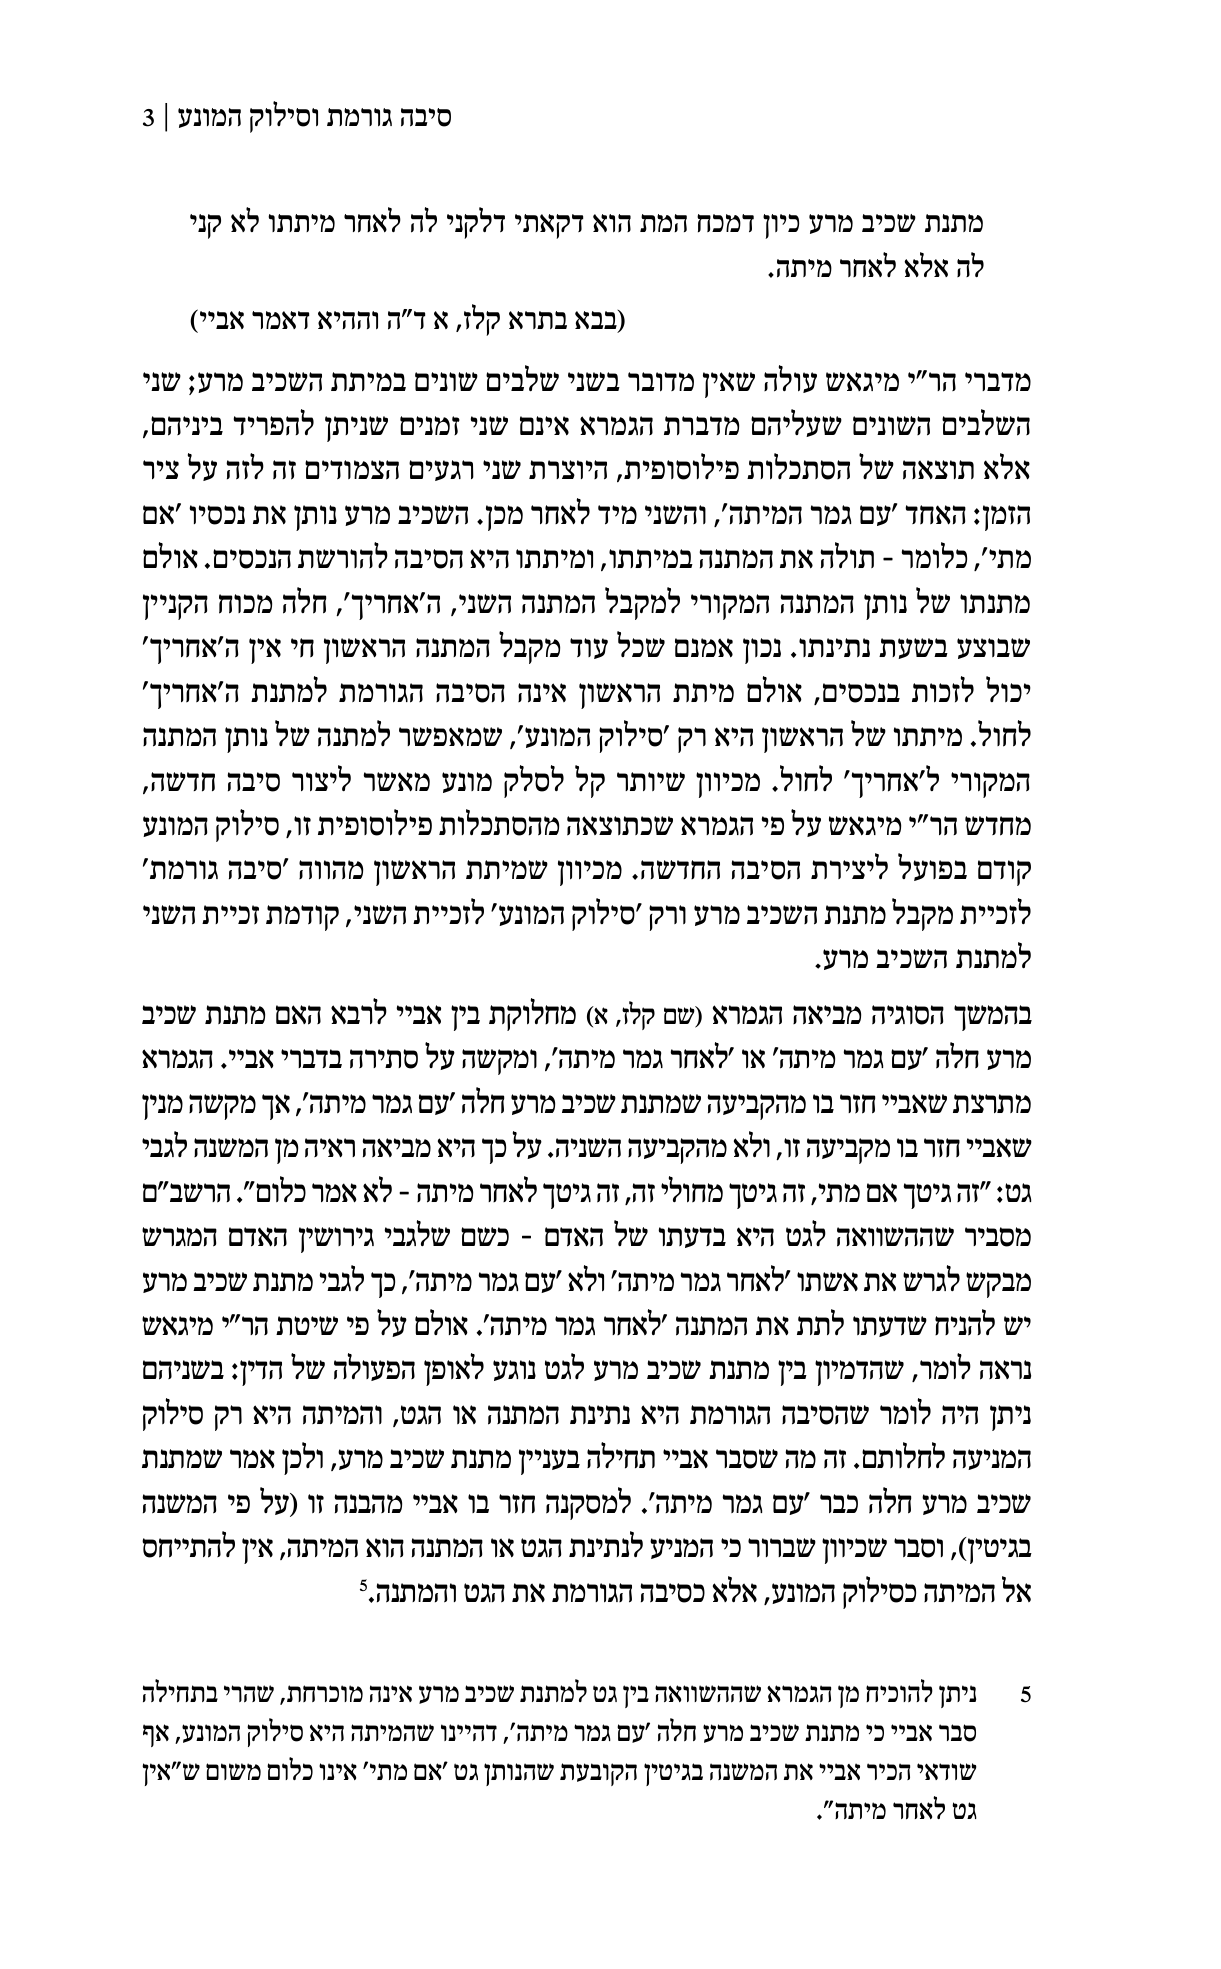 סיבה גורמת וסילוק המונע | 3
מתנת שכיב מרע כיון דמכח המת הוא דקאתי דלקני לה לאחר מיתתו לא קני
לה אלא לאחר מיתה.
(בבא בתרא קלז, א ד"ה וההיא דאמר אביי)
מדברי הר"י מיגאש עולה שאין מדובר בשני שלבים שונים במיתת השכיב מרע; שני
השלבים השונים שעליהם מדברת הגמרא אינם שני זמנים שניתן להפריד ביניהם,
אלא תוצאה של הסתכלות פילוסופית, היוצרת שני רגעים הצמודים זה לזה על ציר
הזמן: האחד 'עם גמר המיתה', והשני מיד לאחר מכן. השכיב מרע נותן את נכסיו 'אם
מתי', כלומר - תולה את המתנה במיתתו, ומיתתו היא הסיבה להורשת הנכסים. אולם
מתנתו של נותן המתנה המקורי למקבל המתנה השני, ה'אחריך', חלה מכוח הקניין
שבוצע בשעת נתינתו. נכון אמנם שכל עוד מקבל המתנה הראשון חי אין ה'אחריך'
יכול לזכות בנכסים, אולם מיתת הראשון אינה הסיבה הגורמת למתנת ה'אחריך'
לחול. מיתתו של הראשון היא רק 'סילוק המונע', שמאפשר למתנה של נותן המתנה
המקורי ל'אחריך' לחול. מכיוון שיותר קל לסלק מונע מאשר ליצור סיבה חדשה,
מחדש הר"י מיגאש על פי הגמרא שכתוצאה מהסתכלות פילוסופית זו, סילוק המונע
קודם בפועל ליצירת הסיבה החדשה. מכיוון שמיתת הראשון מהווה 'סיבה גורמת'
לזכיית מקבל מתנת השכיב מרע ורק 'סילוק המונע' לזכיית השני, קודמת זכיית השני
למתנת השכיב מרע.
בהמשך הסוגיה מביאה הגמרא (שם קלז, א) מחלוקת בין אביי לרבא האם מתנת שכיב
מרע חלה 'עם גמר מיתה' או 'לאחר גמר מיתה', ומקשה על סתירה בדברי אביי. הגמרא
מתרצת שאביי חזר בו מהקביעה שמתנת שכיב מרע חלה 'עם גמר מיתה', אך מקשה מנין
שאביי חזר בו מקביעה זו, ולא מהקביעה השניה. על כך היא מביאה ראיה מן המשנה לגבי
גט: "זה גיטך אם מתי, זה גיטך מחולי זה, זה גיטך לאחר מיתה - לא אמר כלום". הרשב"ם
מסביר שההשוואה לגט היא בדעתו של האדם - כשם שלגבי גירושין האדם המגרש
מבקש לגרש את אשתו 'לאחר גמר מיתה' ולא 'עם גמר מיתה', כך לגבי מתנת שכיב מרע
יש להניח שדעתו לתת את המתנה 'לאחר גמר מיתה'. אולם על פי שיטת הר"י מיגאש
נראה לומר, שהדמיון בין מתנת שכיב מרע לגט נוגע לאופן הפעולה של הדין: בשניהם
ניתן היה לומר שהסיבה הגורמת היא נתינת המתנה או הגט, והמיתה היא רק סילוק
המניעה לחלותם. זה מה שסבר אביי תחילה בעניין מתנת שכיב מרע, ולכן אמר שמתנת
שכיב מרע חלה כבר 'עם גמר מיתה'. למסקנה חזר בו אביי מהבנה זו (על פי המשנה
בגיטין), וסבר שכיוון שברור כי המניע לנתינת הגט או המתנה הוא המיתה, אין להתייחס
אל המיתה כסילוק המונע, אלא כסיבה הגורמת את הגט והמתנה.5
5 ניתן להוכיח מן הגמרא שההשוואה בין גט למתנת שכיב מרע אינה מוכרחת, שהרי בתחילה
סבר אביי כי מתנת שכיב מרע חלה 'עם גמר מיתה', דהיינו שהמיתה היא סילוק המונע, אף
שודאי הכיר אביי את המשנה בגיטין הקובעת שהנותן גט 'אם מתי' אינו כלום משום ש"אין
גט לאחר מיתה".